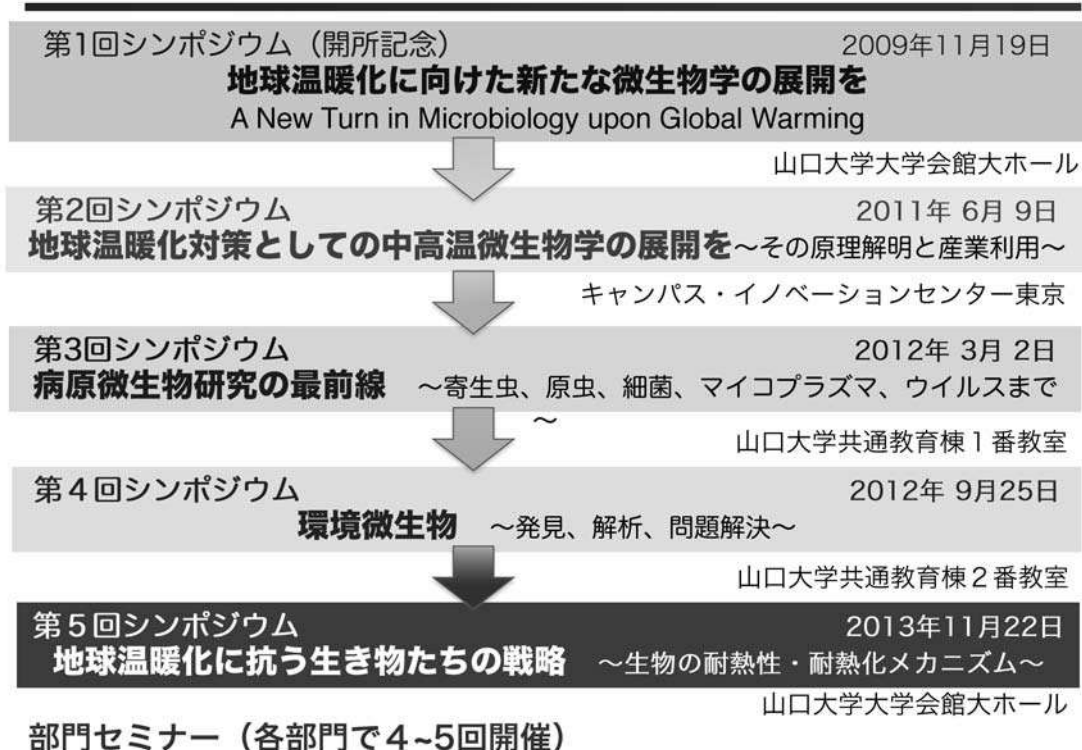 第1回シンポジウム（開所記念） 2009年11月19日
地球温暖化に向けた新たな微生物学の展開を
A New Turn in Microbiology upon Global Warming
山口大学大学会館大ホール
第2回シンポジウム 2011年 6月 9日
地球温暖化対策としての中高温微生物学の展開を～その原理解明と産業利用～
キャンパス・イノベーションセンター東京
第3回シンポジウム 2012年 3月 2日
病原微生物研究の最前線 ～寄生虫、原虫、細菌、マイコプラズマ、ウイルスまで
～
山口大学共通教育棟１番教室
第４回シンポジウム 2012年 9月25日
環境微生物 ～発見、解析、問題解決～
山口大学共通教育棟２番教室
第５回シンポジウム 2013年11月22日
地球温暖化に抗う生き物たちの戦略 ～生物の耐熱性・耐熱化メカニズム～
山口大学大学会館大ホール
部門セミナー（各部門で４~5回開催）